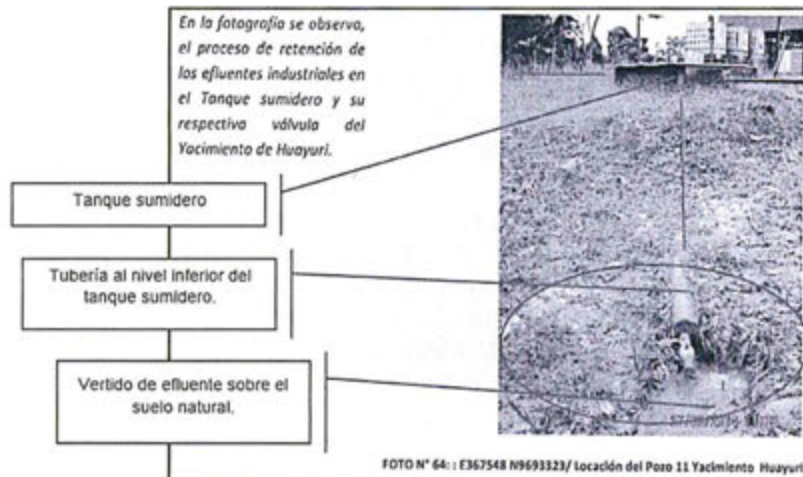 En la fotografía se observa,
el proceso de retención de
los efluentes industriales en
el Tanque sumidero y su
respectiva válvula del
Yacimiento de Huayuri.
Tanque sumidero
Tubería al nivel inferior del
tanque sumidero.
Vertido de efluente sobre el
suelo natural.
FOTO N° 64: : E367548 N9693323/ Locación del Pozo 11 Yacimiento Huayuri